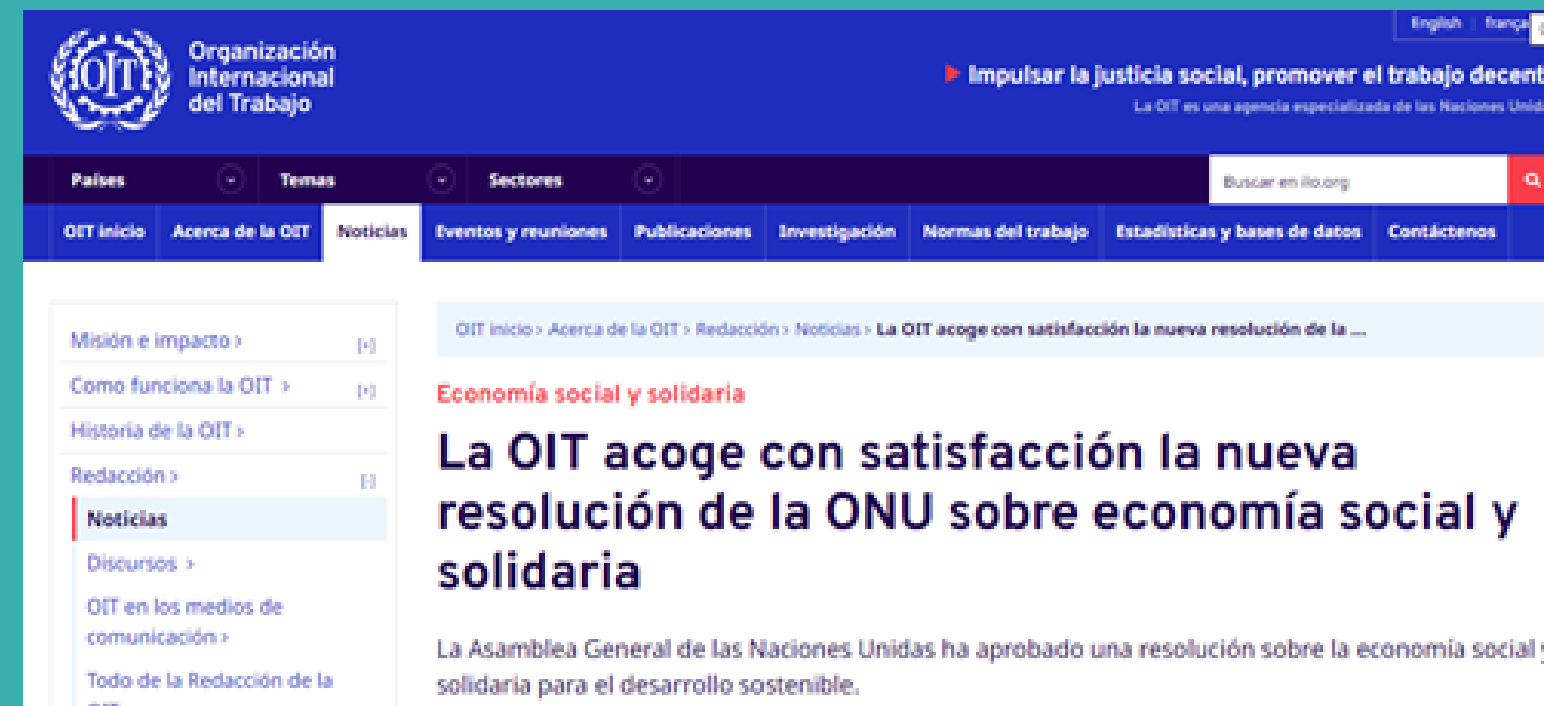 English | frança
OIT
Organización
Internacional
del Trabajo
Impulsar la justicia social, promover el trabajo decent
La OIT es una agencia especializada de las Naciones Unida
Países Temas Sectores Buscar en ilo.org
OIT inicio Acerca de la OIT Noticias Eventos y reuniones Publicaciones Investigación Normas del trabajo Estadísticas y bases de datos Contáctenos
Misión e impacto › [+]
Como funciona la OIT › [+]
Historia de la OIT ›
Redacción › [-]
Noticias
Discursos ›
OIT en los medios de
comunicación ›
Todo de la Redacción de la
OIT inicio › Acerca de la OIT › Redacción › Noticias › La OIT acoge con satisfacción la nueva resolución de la ...
Economía social y solidaria
La OIT acoge con satisfacción la nueva
resolución de la ONU sobre economía social y
solidaria
La Asamblea General de las Naciones Unidas ha aprobado una resolución sobre la economía social y
solidaria para el desarrollo sostenible.